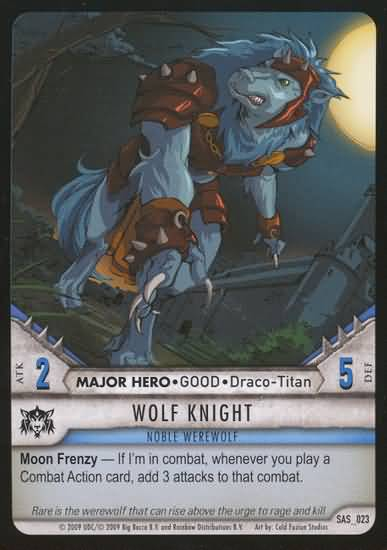 ATK 2 MAJOR HERO•GOOD•Draco-Titan 5 DEF
WOLF KNIGHT
NOBLE WEREWOLF
Moon Frenzy — If I'm in combat, whenever you play a
Combat Action card, add 3 attacks to that combat.
SAS_023
Rare is the werewolf that can rise above the urge to rage and kill
© 2009 UDC/© 2009 Big Bocca B.V. and Rainbow Distributions B.V. Art by: Cold Fusion Studios